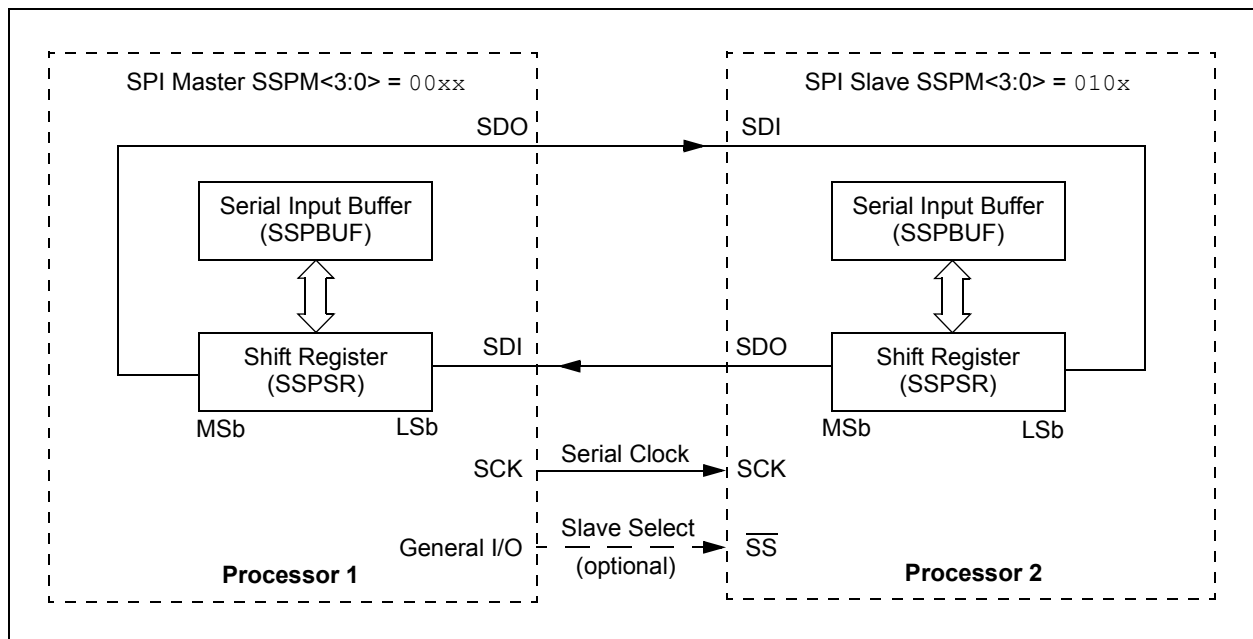 SPI Master SSPM<3:0> = 00xx
SDO
Serial Input Buffer
(SSPBUF)
Shift Register
(SSPSR)
MSb
LSb
SDI
SCK
General I/O
Processor 1
Serial Clock
Slave Select
(optional)
SPI Slave SSPM<3:0> = 010x
SDI
Serial Input Buffer
(SSPBUF)
SDO
Shift Register
(SSPSR)
MSb
LSb
SCK
S̅S̅
Processor 2